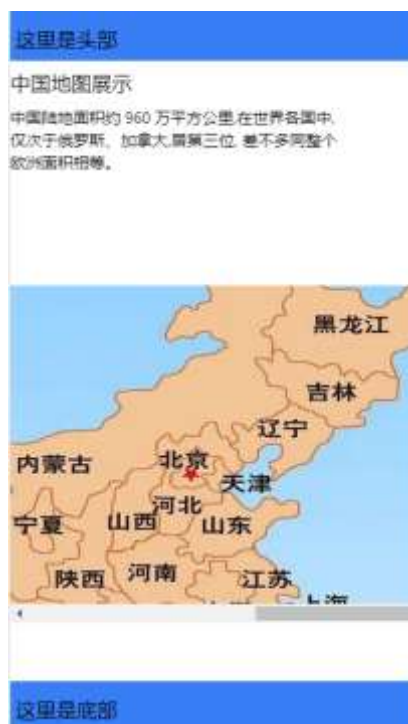 这里是头部
中国地图展示
中国陆地面积约 960 万平方公里,在世界各国中,
仅次于俄罗斯、加拿大,居第三位, 差不多同整个
欧洲面积相等。
黑龙江
吉林
辽宁
内蒙古
北京
天津
宁夏
山西
河北
山东
陕西
河南
江苏
上海
这里是底部